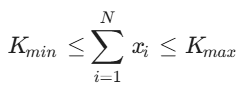 $K_{min} \leq \sum_{i=1}^{N} x_i \leq K_{max}$